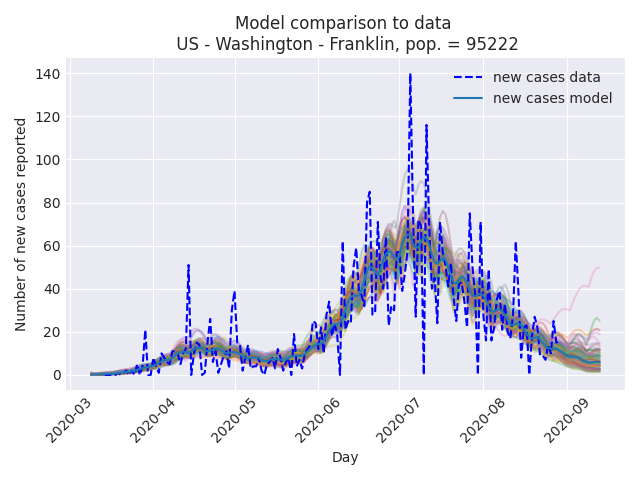 Model comparison to data
US - Washington - Franklin, pop. = 95222
new cases data
new cases model
Number of new cases reported
140
120
100
80
60
40
20
0
2020-03
2020-04
2020-05
2020-06
2020-07
2020-08
2020-09
Day